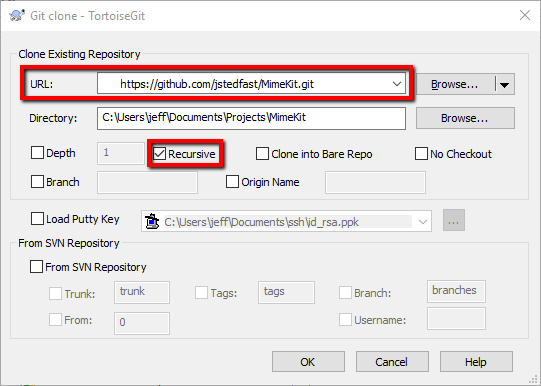 Git clone - TortoiseGit
Clone Existing Repository
URL: https://github.com/jstedfast/MimeKit.git Browse...
Directory: C:\Users\jeff\Documents\Projects\MimeKit Browse...
Depth 1 Recursive Clone into Bare Repo No Checkout
Branch Origin Name
Load Putty Key C:\Users\jeff\Documents\ssh\id_rsa.ppk ...
From SVN Repository
From SVN Repository
Trunk: trunk Tags: tags Branch: branches
From: 0 Username:
OK Cancel Help